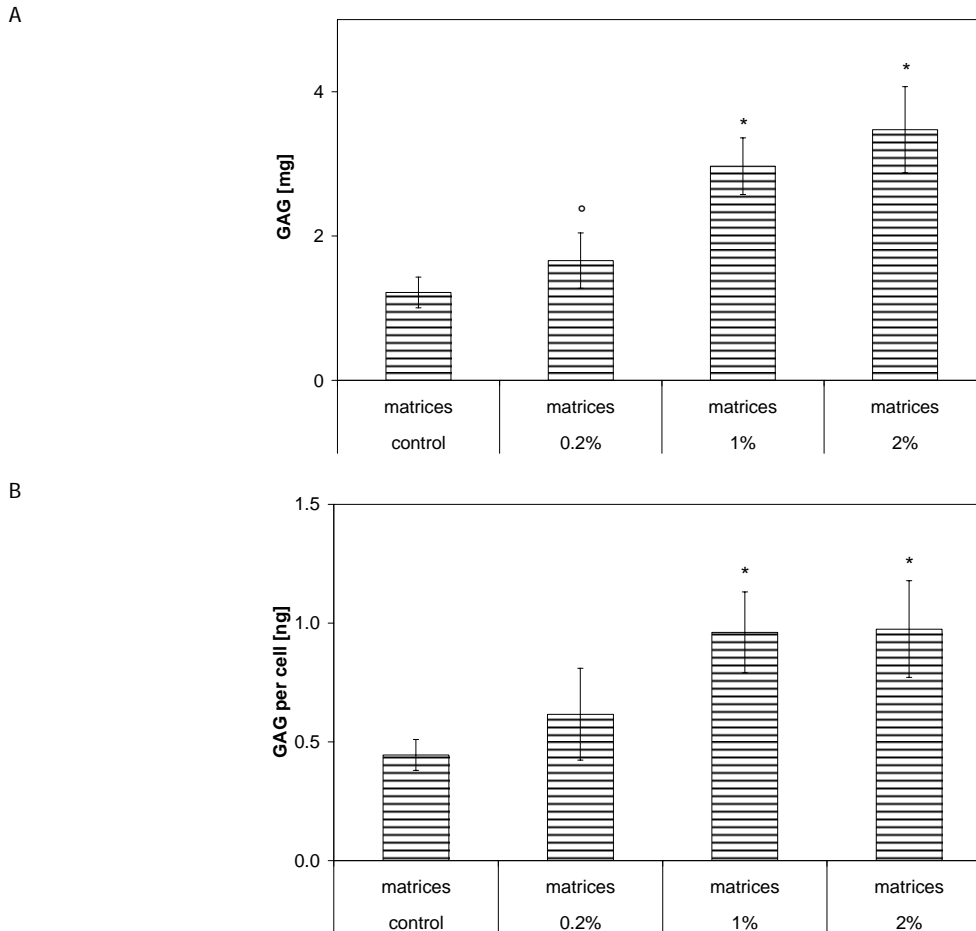 A
GAG [mg]
4
2
0
*
*
°
matrices matrices matrices matrices
control 0.2% 1% 2%
B
GAG per cell [ng]
1.5
1.0
0.5
0.0
* *
matrices matrices matrices matrices
control 0.2% 1% 2%